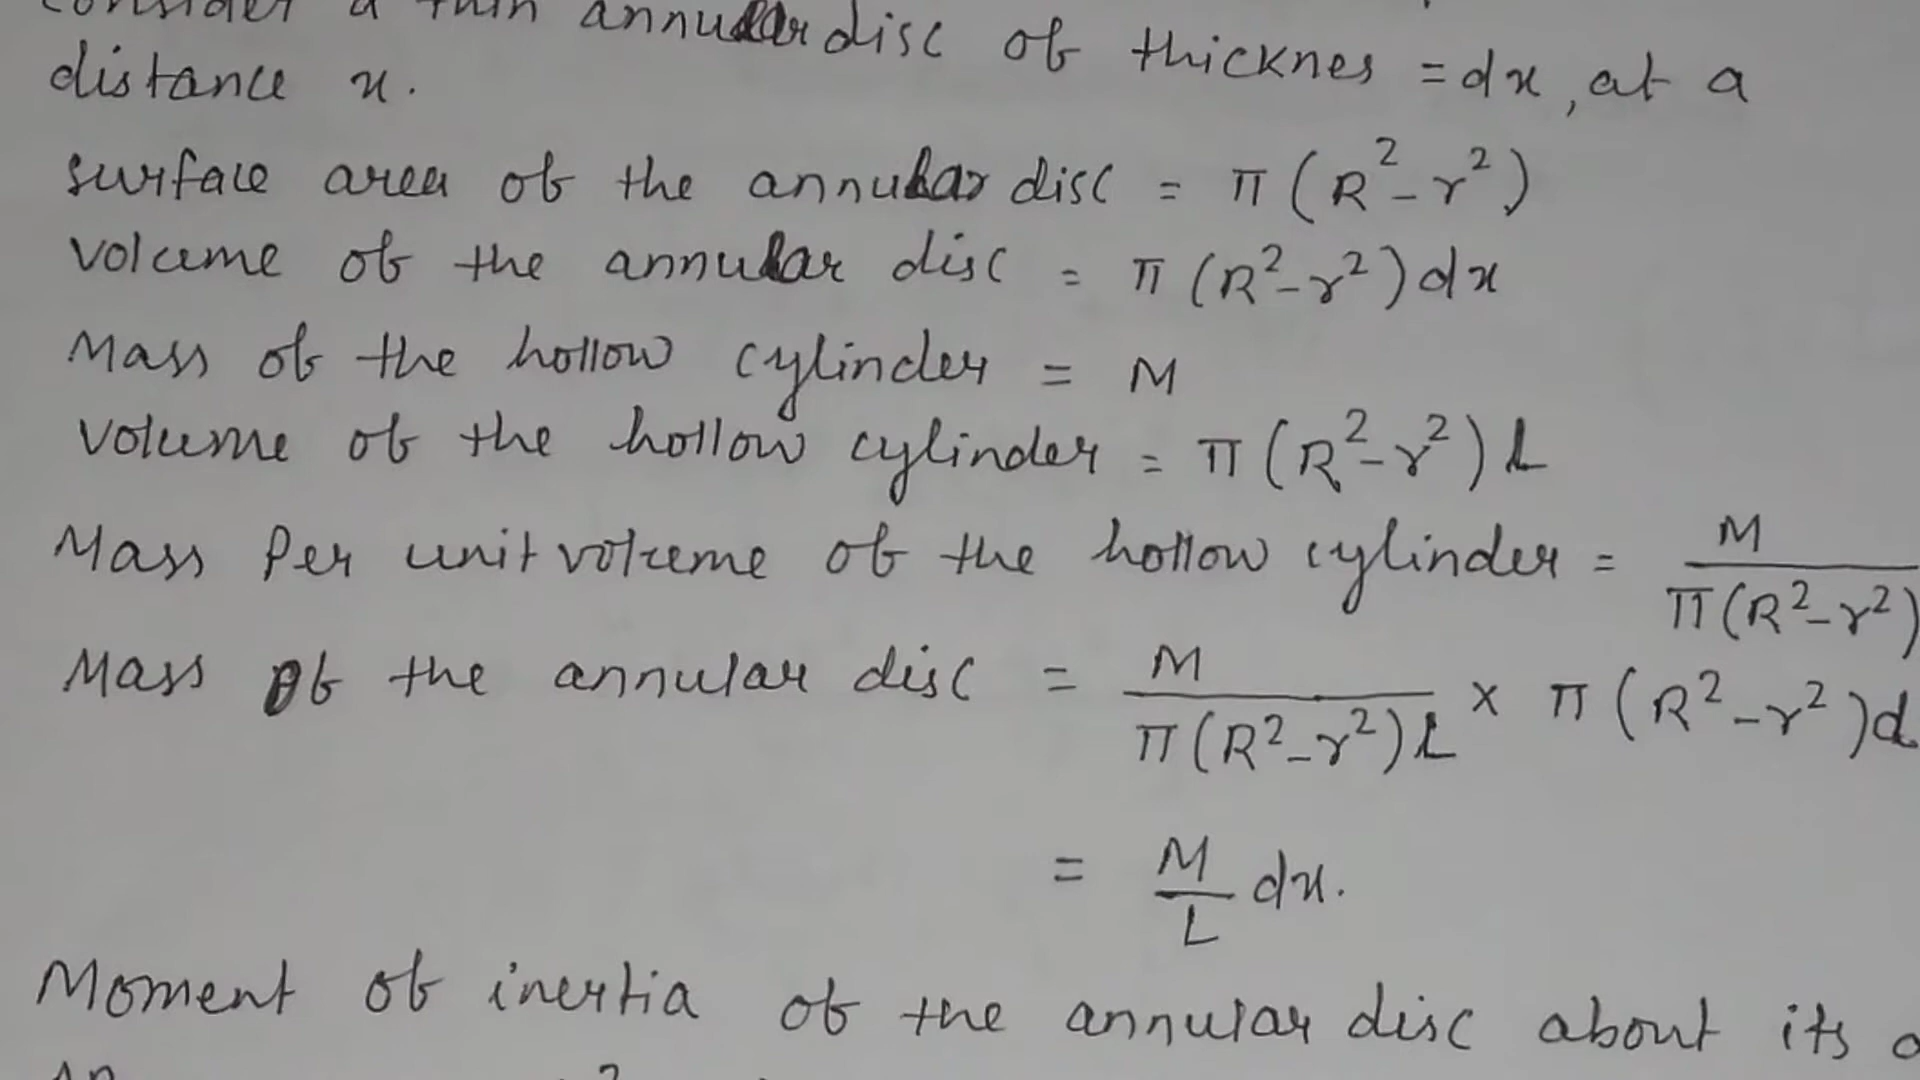 consider a thin annular disc of thicknes = dx, at a
distance x.
surface area of the annular disc = π(R²-r²)
volume of the annular disc = π(R²-r²)dx
Mass of the hollow cylinder = M
volume of the hollow cylinder = π(R²-r²)L
Mass Per unit volume of the hollow cylinder = M/π(R²-r²)
Mass of the annular disc = M/π(R²-r²)L × π(R²-r²)d
= M/L dx.
Moment of inertia of the annular disc about its